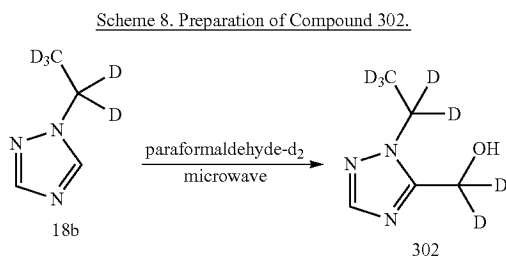 Scheme 8. Preparation of Compound 302.
D₃C
D
D
N
N
N
18b
paraformaldehyde-d₂
microwave
D₃C
D
D
N
N
N
OH
D
D
302